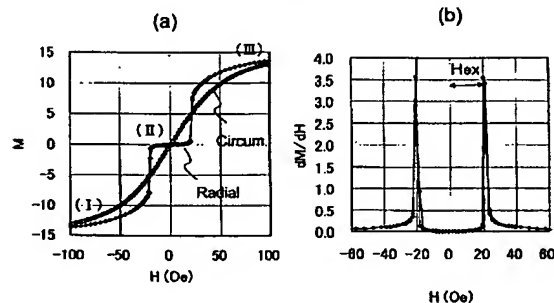 (a)
15
10
5
0
-5
-10
-15
M
(III)
(II)
(I)
Circum.
Radial
-100
-50
0
50
100
H (Oe)
(b)
4.0
3.5
3.0
2.5
2.0
1.5
1.0
0.5
0.0
dM/dH
Hex
-60
-40
-20
0
20
40
60
H (Oe)